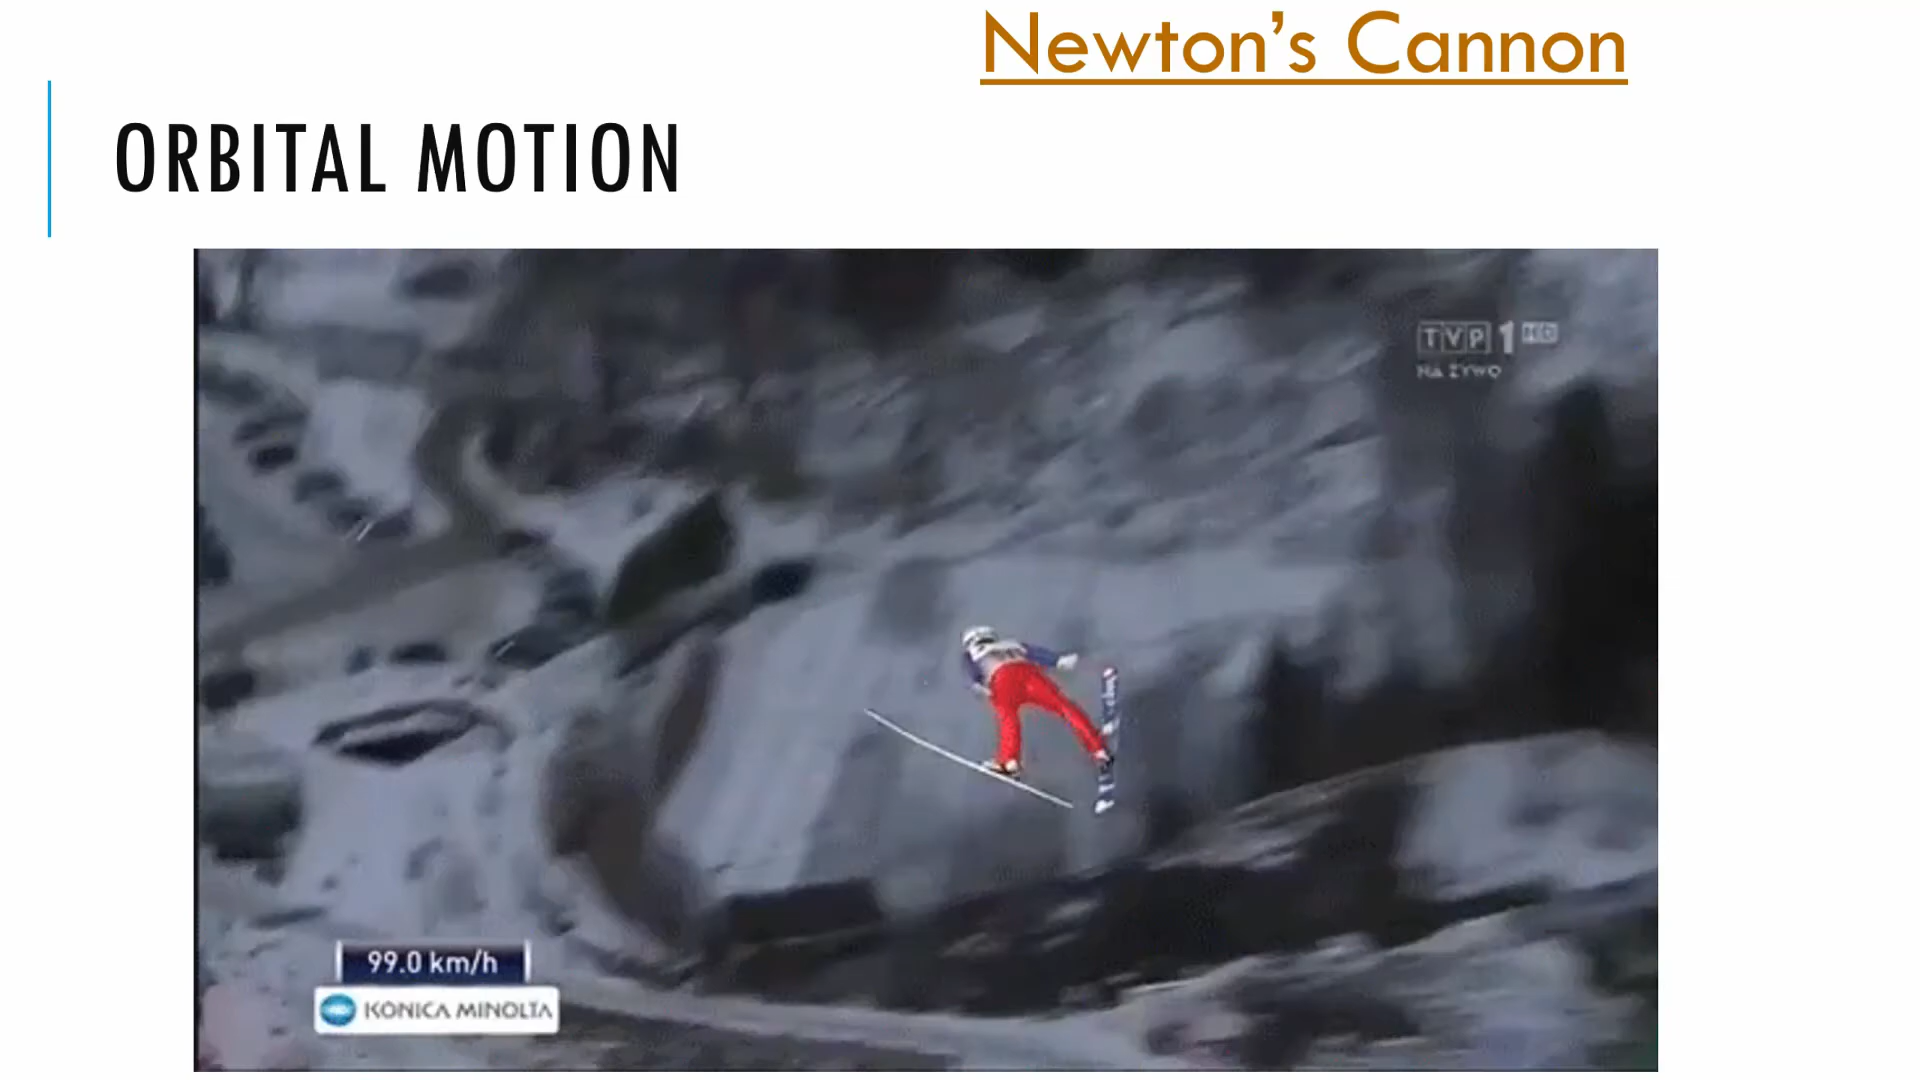 Newton's Cannon
ORBITAL MOTION
TVP 1 HD
NA ŻYWO
99.0 km/h
KONICA MINOLTA